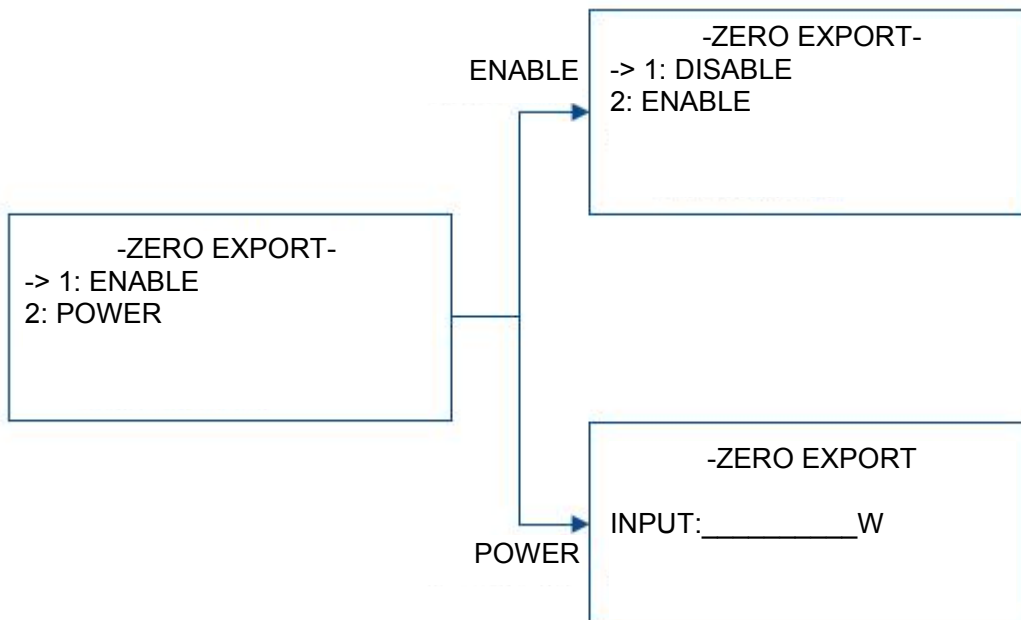 -ZERO EXPORT-
-> 1: ENABLE
2: POWER
ENABLE
-ZERO EXPORT-
-> 1: DISABLE
2: ENABLE
POWER
-ZERO EXPORT
INPUT:__________W